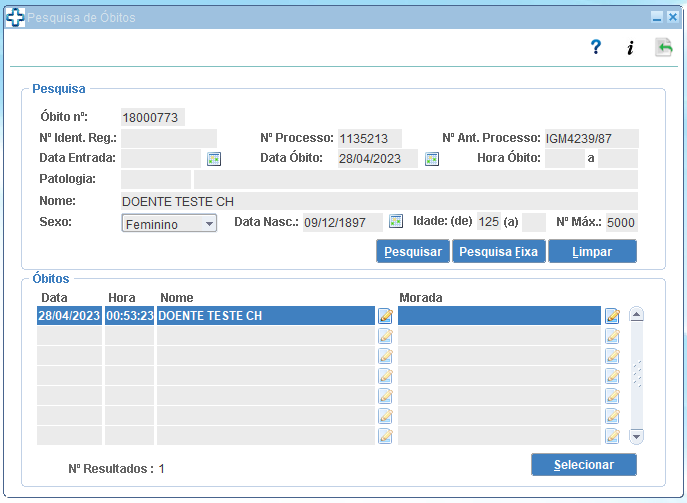 Pesquisa de Óbitos
? i
Pesquisa
Óbito nº: 18000773
Nº Ident. Reg.: Nº Processo: 1135213 Nº Ant. Processo: IGM4239/87
Data Entrada: Data Óbito: 28/04/2023 Hora Óbito: a
Patologia:
Nome: DOENTE TESTE CH
Sexo: Feminino Data Nasc.: 09/12/1897 Idade: (de) 125 (a) Nº Máx.: 5000
Pesquisar Pesquisa Fixa Limpar
Óbitos
Data Hora Nome Morada
28/04/2023 00:53:23 DOENTE TESTE CH
Nº Resultados : 1
Selecionar